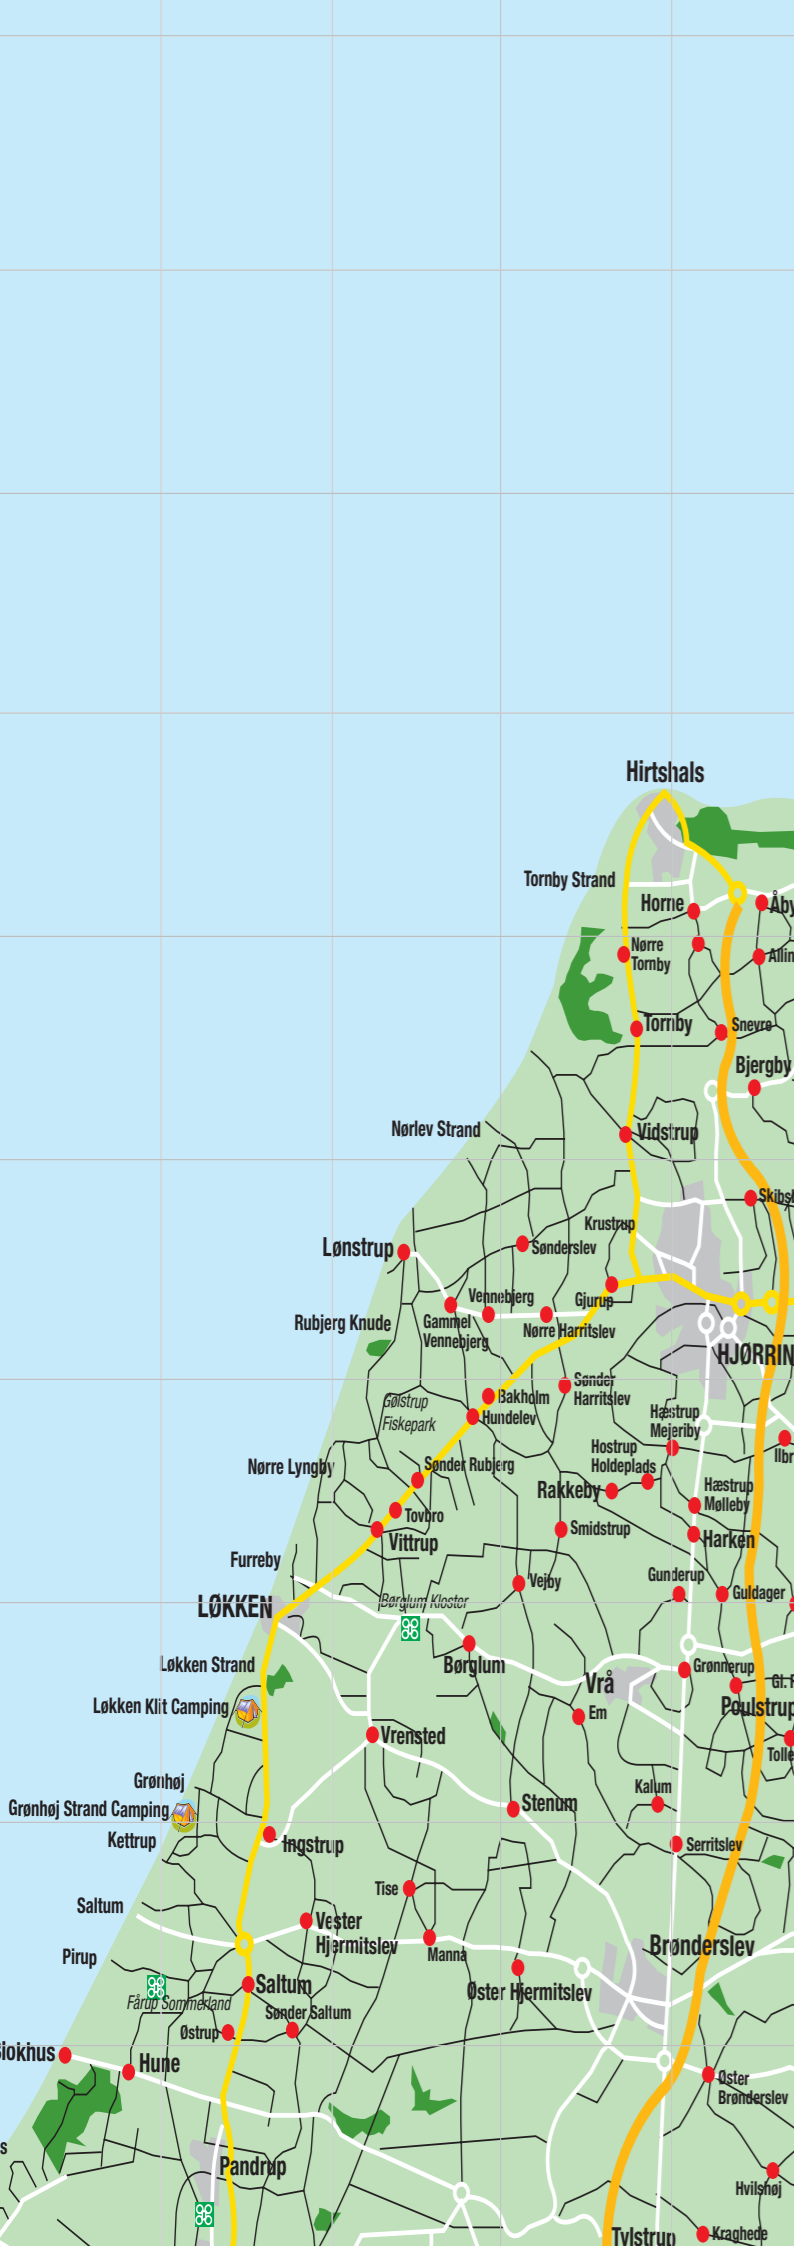 Hirtshals
Tornby Strand
Horne
Nørre
Tornby
Tornby
Snevre
Bjergby
Nørlev Strand
Vidstrup
Krustrup
Lønstrup
Sønderslev
Vennebjerg
Gjurup
Rubjerg Knude
Gammel
Vennebjerg
Nørre Harritslev
Gølstrup
Fiskepark
Bakholm
Hundelev
Sønder
Harritslev
Hæstrup
Mejeriby
Hostrup
Holdeplads
Nørre Lyngby
Sønder Rubjerg
Rakkeby
Hæstrup
Mølleby
Tovbro
Vittrup
Smidstrup
Harken
Furreby
Vejby
Gunderup
Guldager
LØKKEN
Børglum Kloster
Løkken Strand
Børglum
Grønnerup
Vrå
Løkken Klit Camping
Em
Vrensted
Grønhøj
Grønhøj Strand Camping
Kettrup
Ingstrup
Stenum
Kalum
Serritslev
Tise
Saltum
Vester
Hjermitslev
Manna
Brønderslev
Pirup
Saltum
Øster Hjermitslev
Fårup Sommerland
Sønder Saltum
Østrup
Hune
Øster
Brønderslev
Pandrup
Hvilshøj
Tylstrup
Kraghede